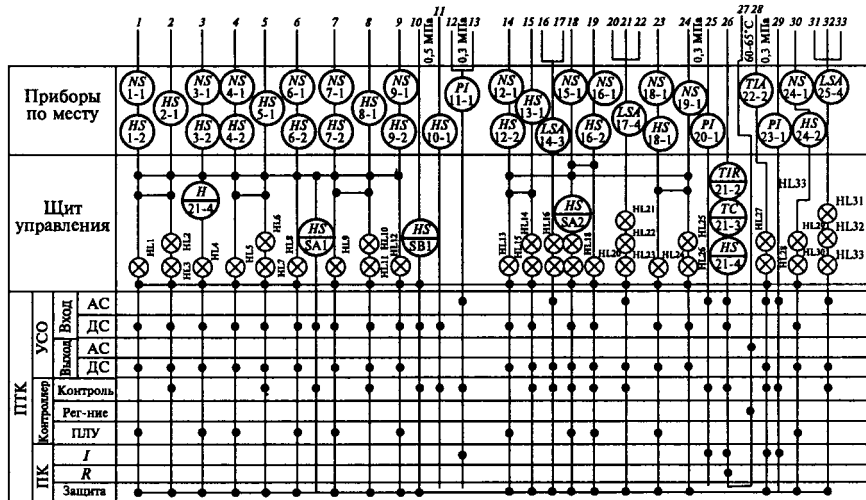 1 2 3 4 5 6 7 8 9 10 11 12 13 14 15 16 17 18 19 20 21 22 23 24 25 26 27 28 29 30 31 32 33
0,5 МПа 0,3 МПа 0,3 МПа 60-65°C 0,3 МПа
Приборы по месту
NS 1-1
HS 1-2
HS 2-1
NS 3-1
HS 3-2
NS 4-1
HS 4-2
HS 5-1
NS 6-1
HS 6-2
NS 7-1
HS 7-2
HS 8-1
NS 9-1
HS 9-2
HS 10-1
PI 11-1
NS 12-1
HS 12-2
HS 13-1
LSA 14-3
NS 15-1
HS 16-2
NS 16-1
LSA 17-4
NS 18-1
HS 18-1
NS 19-1
PI 20-1
TIA 22-2
PI 23-1
NS 24-1
HS 24-2
LSA 25-4
Щит управления
H 21-4
HS SA1
HS SB1
HS SA2
TIR 21-2
TC 21-3
HS 21-4
HL1
HL2
HL3
HL4
HL5
HL6
HL7
HL8
HL9
HL10
HL11
HL12
HL13
HL14
HL15
HL16
HL18
HL20
HL21
HL22
HL23
HL24
HL25
HL26
HL27
HL28
HL29
HL30
HL33
HL31
HL32
HL33
ПТК
УСО
Вход
АС
ДС
Выход
АС
ДС
Контроллер
Контроль
Рег-ние
ПЛУ
ПК
I
R
Защита